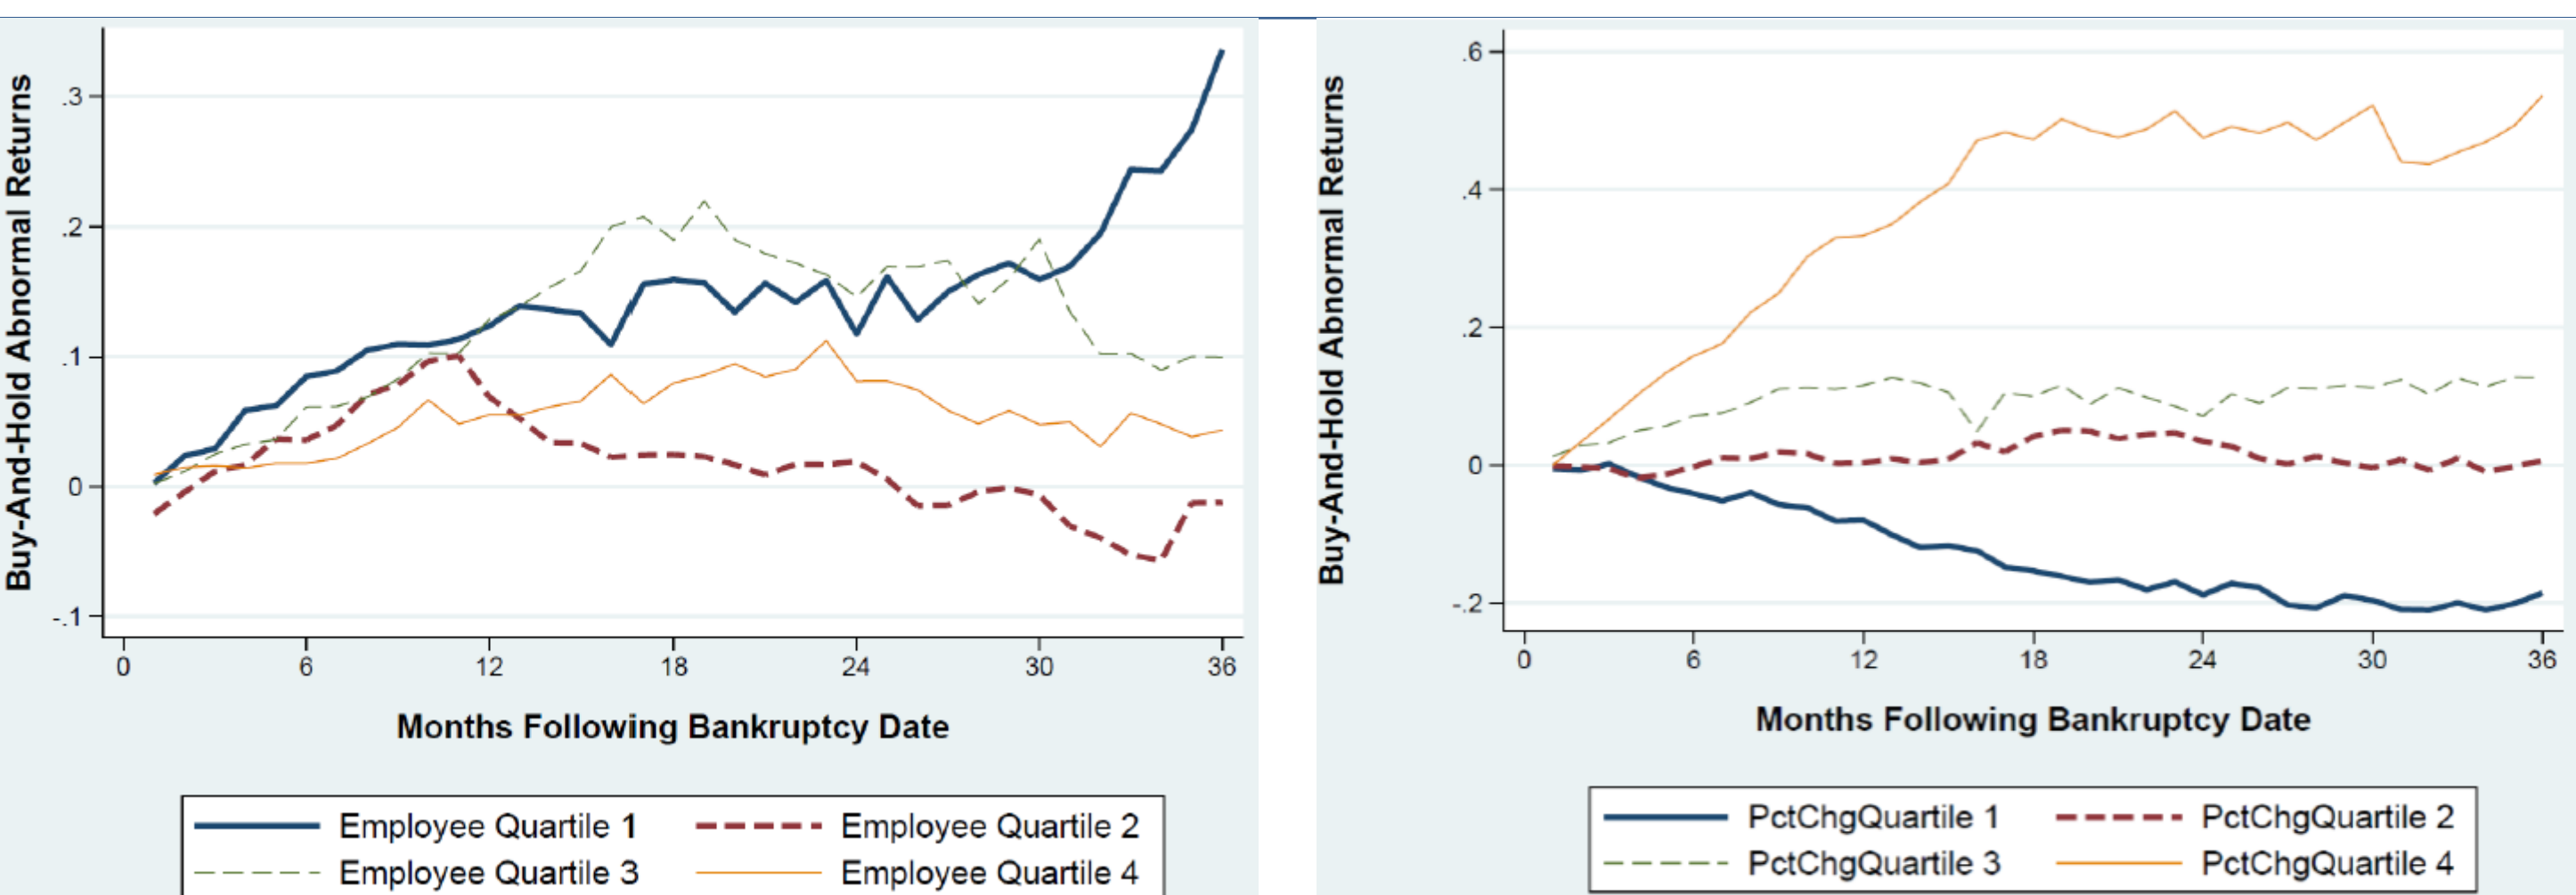 Buy-And-Hold Abnormal Returns
.3
.2
.1
0
-.1
0 6 12 18 24 30 36
Months Following Bankruptcy Date
Employee Quartile 1 Employee Quartile 2
Employee Quartile 3 Employee Quartile 4
Buy-And-Hold Abnormal Returns
.6
.4
.2
0
-.2
0 6 12 18 24 30 36
Months Following Bankruptcy Date
PctChgQuartile 1 PctChgQuartile 2
PctChgQuartile 3 PctChgQuartile 4